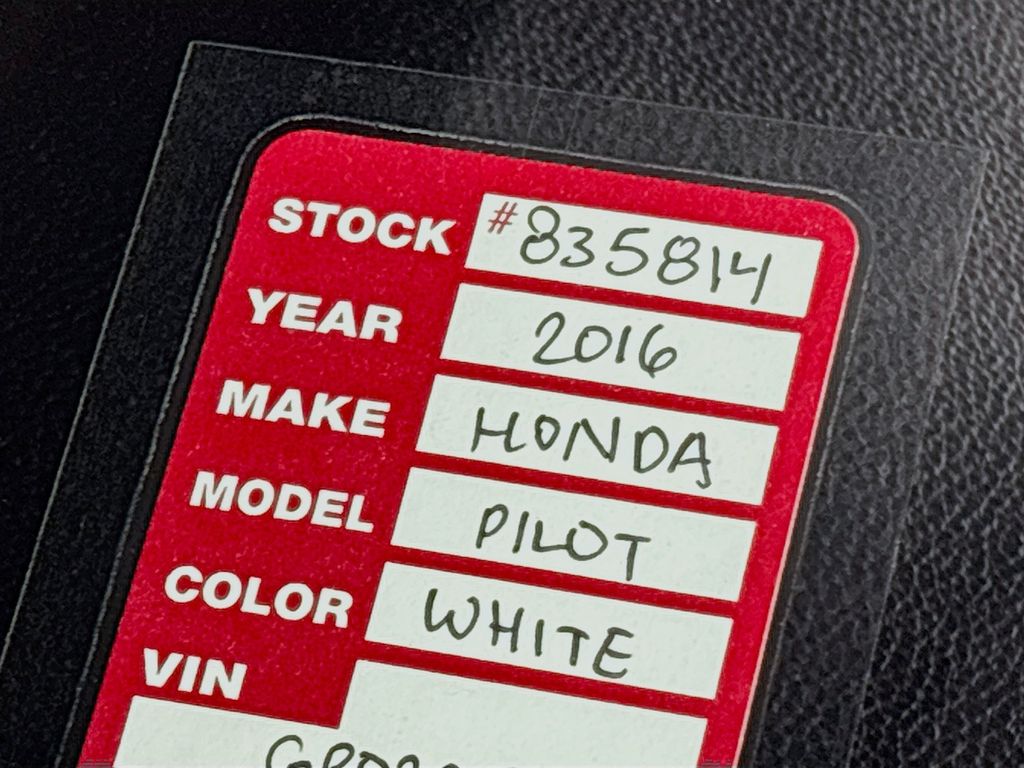 STOCK #835814
YEAR 2016
MAKE HONDA
MODEL PILOT
COLOR WHITE
VIN